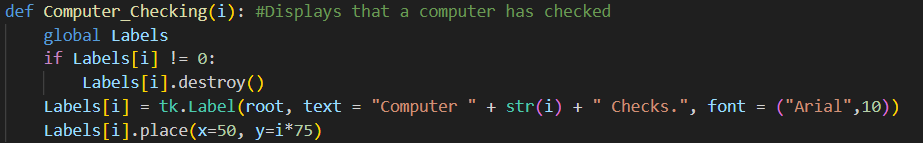 def Computer_Checking(i): #Displays that a computer has checked
    global Labels
    if Labels[i] != 0:
        Labels[i].destroy()
    Labels[i] = tk.Label(root, text = "Computer " + str(i) + " Checks.", font = ("Arial",10))
    Labels[i].place(x=50, y=i*75)